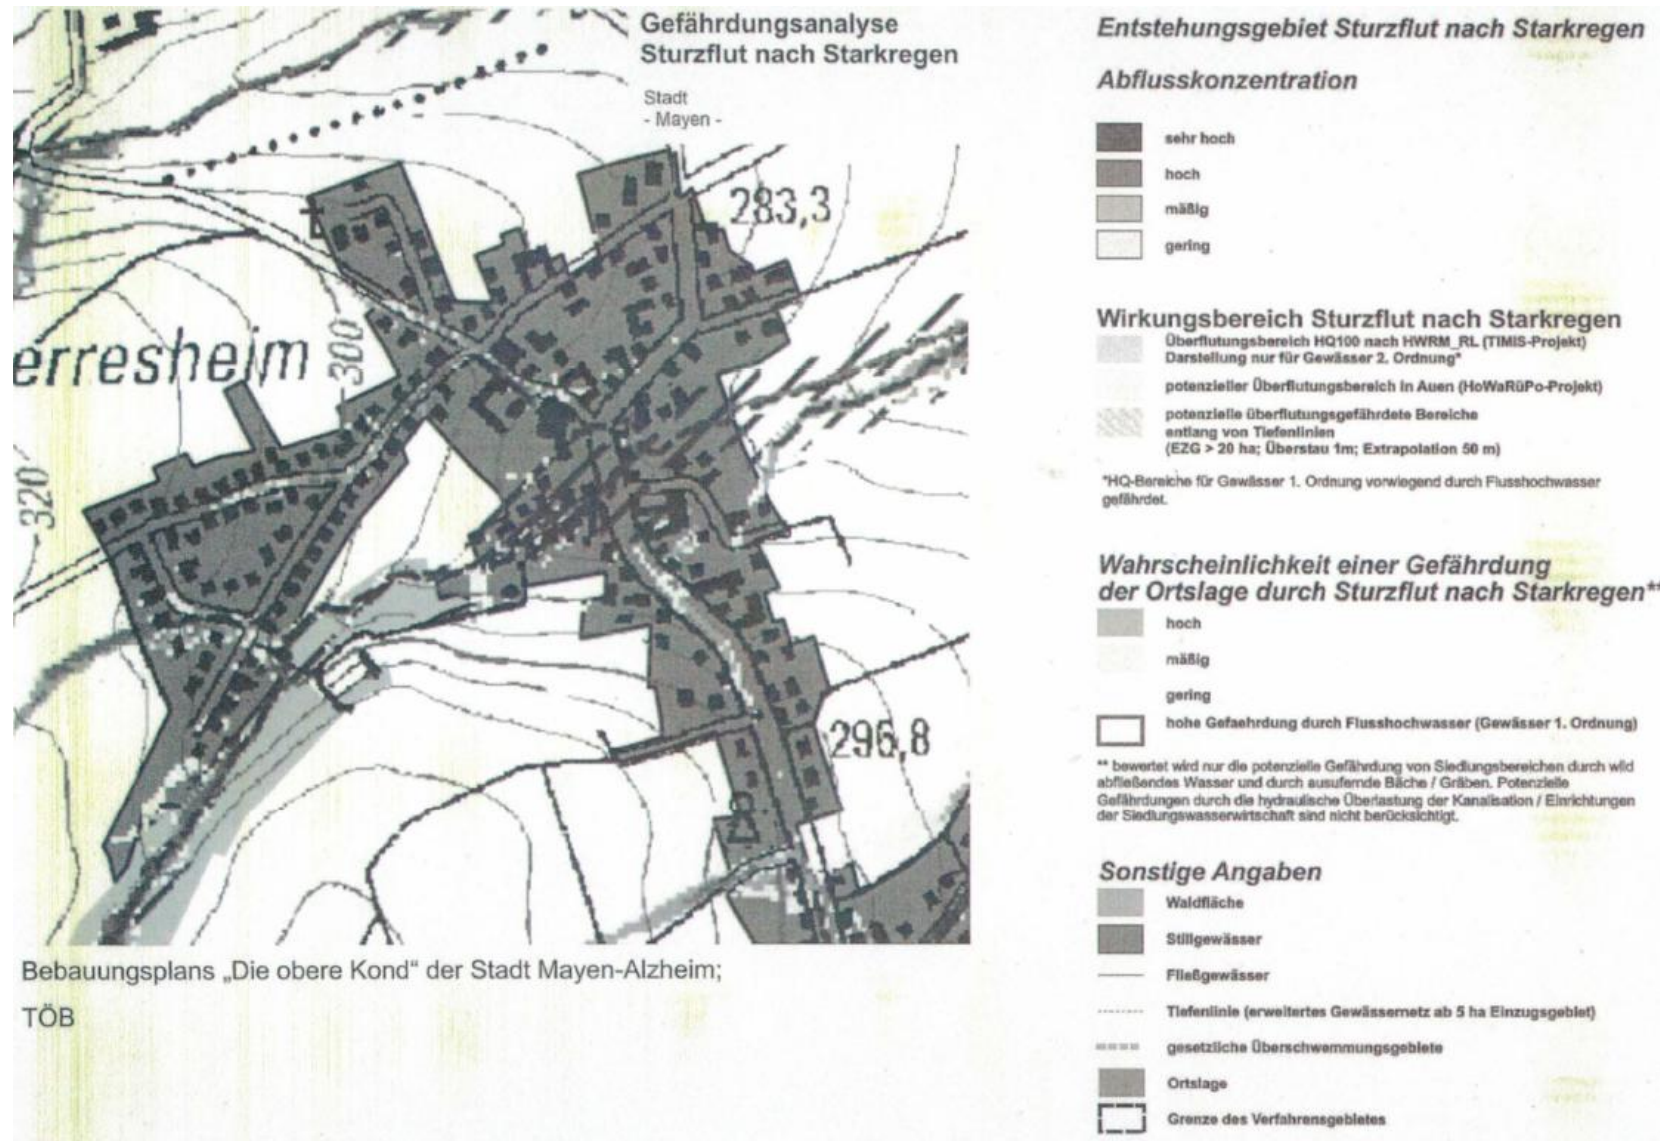 Gefährdungsanalyse
Sturzflut nach Starkregen
Stadt
- Mayen -
283,3
erresheim
300
320
295,8
Bebauungsplans „Die obere Kond“ der Stadt Mayen-Alzheim;
TÖB
Entstehungsgebiet Sturzflut nach Starkregen
Abflusskonzentration
sehr hoch
hoch
mäßig
gering
Wirkungsbereich Sturzflut nach Starkregen
Überflutungsbereich HQ100 nach HWRM_RL (TIMIS-Projekt)
Darstellung nur für Gewässer 2. Ordnung*
potenzieller Überflutungsbereich in Auen (HoWaRüPo-Projekt)
potenzielle überflutungsgefährdete Bereiche
entlang von Tiefenlinien
(EZG > 20 ha; Überstau 1m; Extrapolation 50 m)
*HQ-Bereiche für Gewässer 1. Ordnung vorwiegend durch Flusshochwasser
gefährdet.
Wahrscheinlichkeit einer Gefährdung
der Ortslage durch Sturzflut nach Starkregen**
hoch
mäßig
gering
hohe Gefaehrdung durch Flusshochwasser (Gewässer 1. Ordnung)
** bewertet wird nur die potenzielle Gefährdung von Siedlungsbereichen durch wild
abfließendes Wasser und durch ausufernde Bäche / Gräben. Potenzielle
Gefährdungen durch die hydraulische Überlastung der Kanalisation / Einrichtungen
der Siedlungswasserwirtschaft sind nicht berücksichtigt.
Sonstige Angaben
Waldfläche
Stillgewässer
Fließgewässer
Tiefenlinie (erweitertes Gewässernetz ab 5 ha Einzugsgebiet)
gesetzliche Überschwemmungsgebiete
Ortslage
Grenze des Verfahrensgebietes